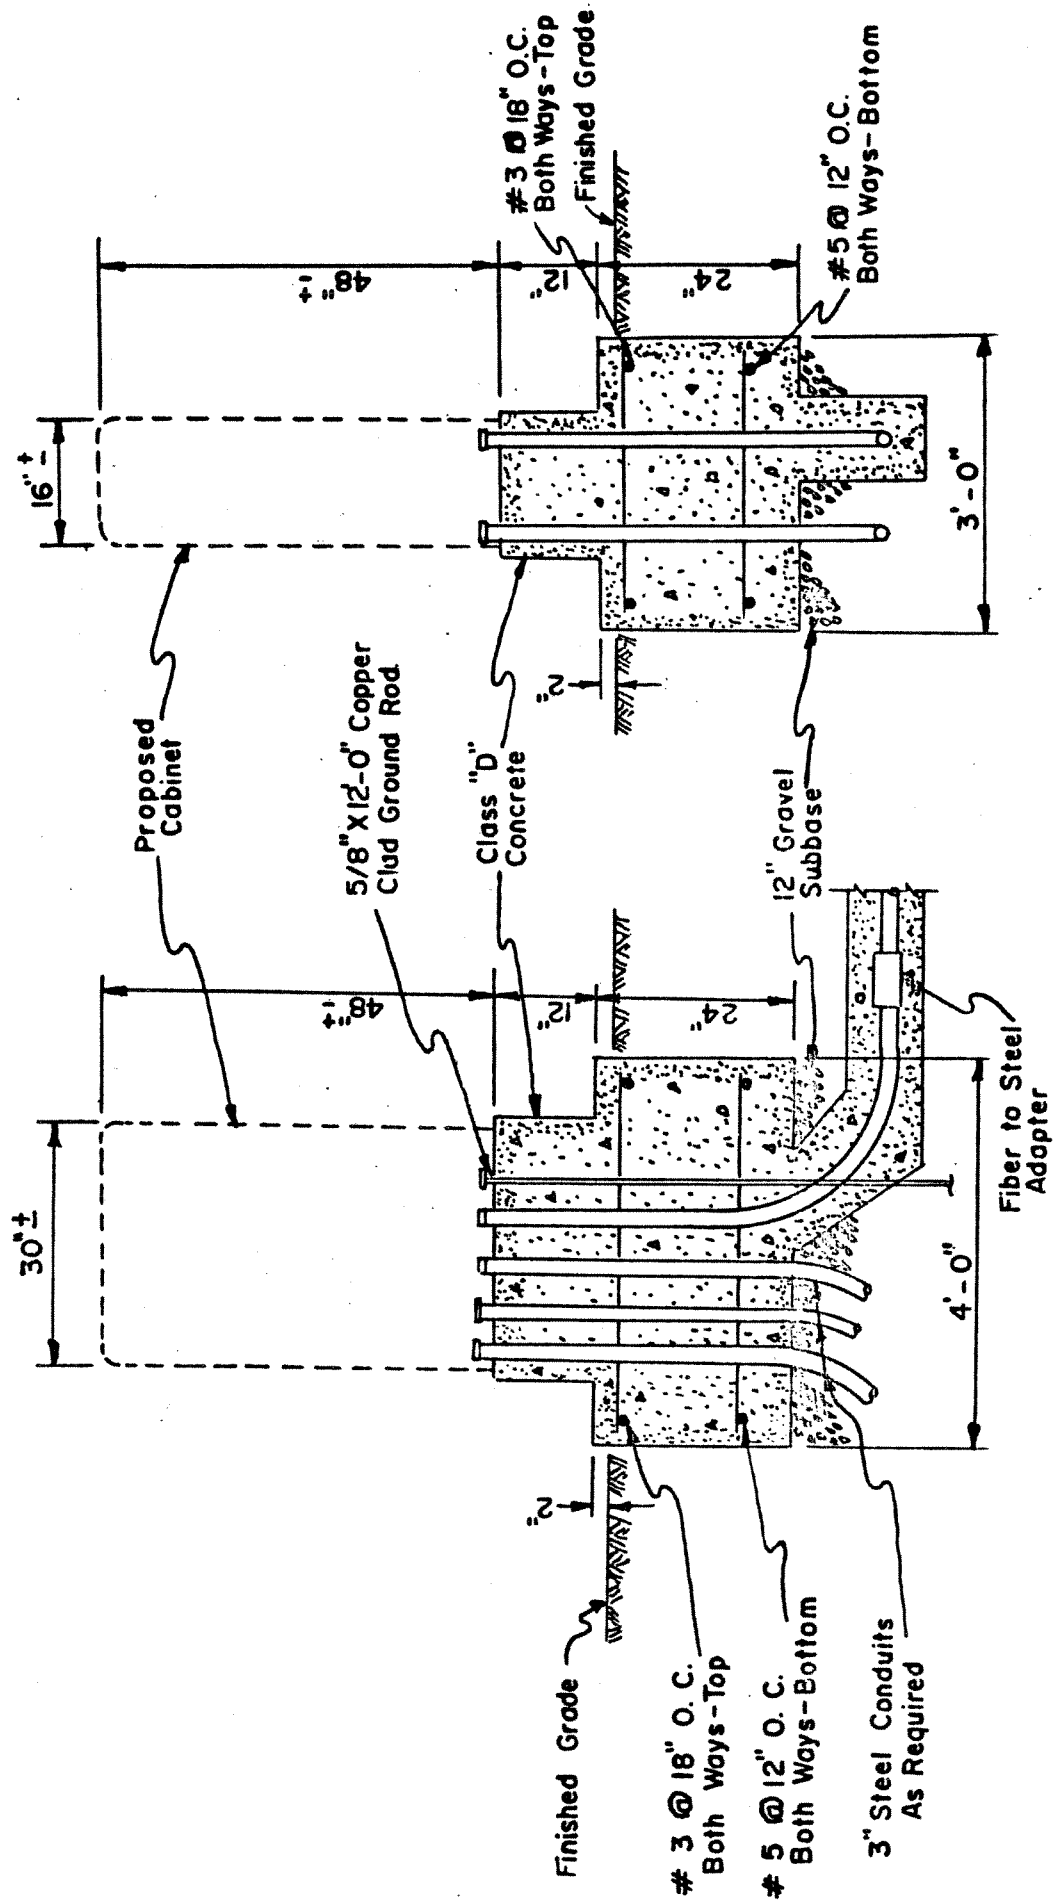 30"±
16" ±
Proposed
Cabinet
48"±
48"±
5/8" X 12'-0" Copper
Clad Ground Rod
Class "D"
Concrete
12"
12"
#3 @ 18" O.C.
Both Ways-Top
Finished Grade
2"
2"
Finished Grade
24"
24"
# 3 @ 18" O. C.
Both Ways-Top
# 5 @ 12" O. C.
Both Ways-Bottom
#5 @ 12" O.C.
Both Ways-Bottom
12" Gravel
Subbase
3" Steel Conduits
As Required
4'-0"
3'-0"
Fiber to Steel
Adapter